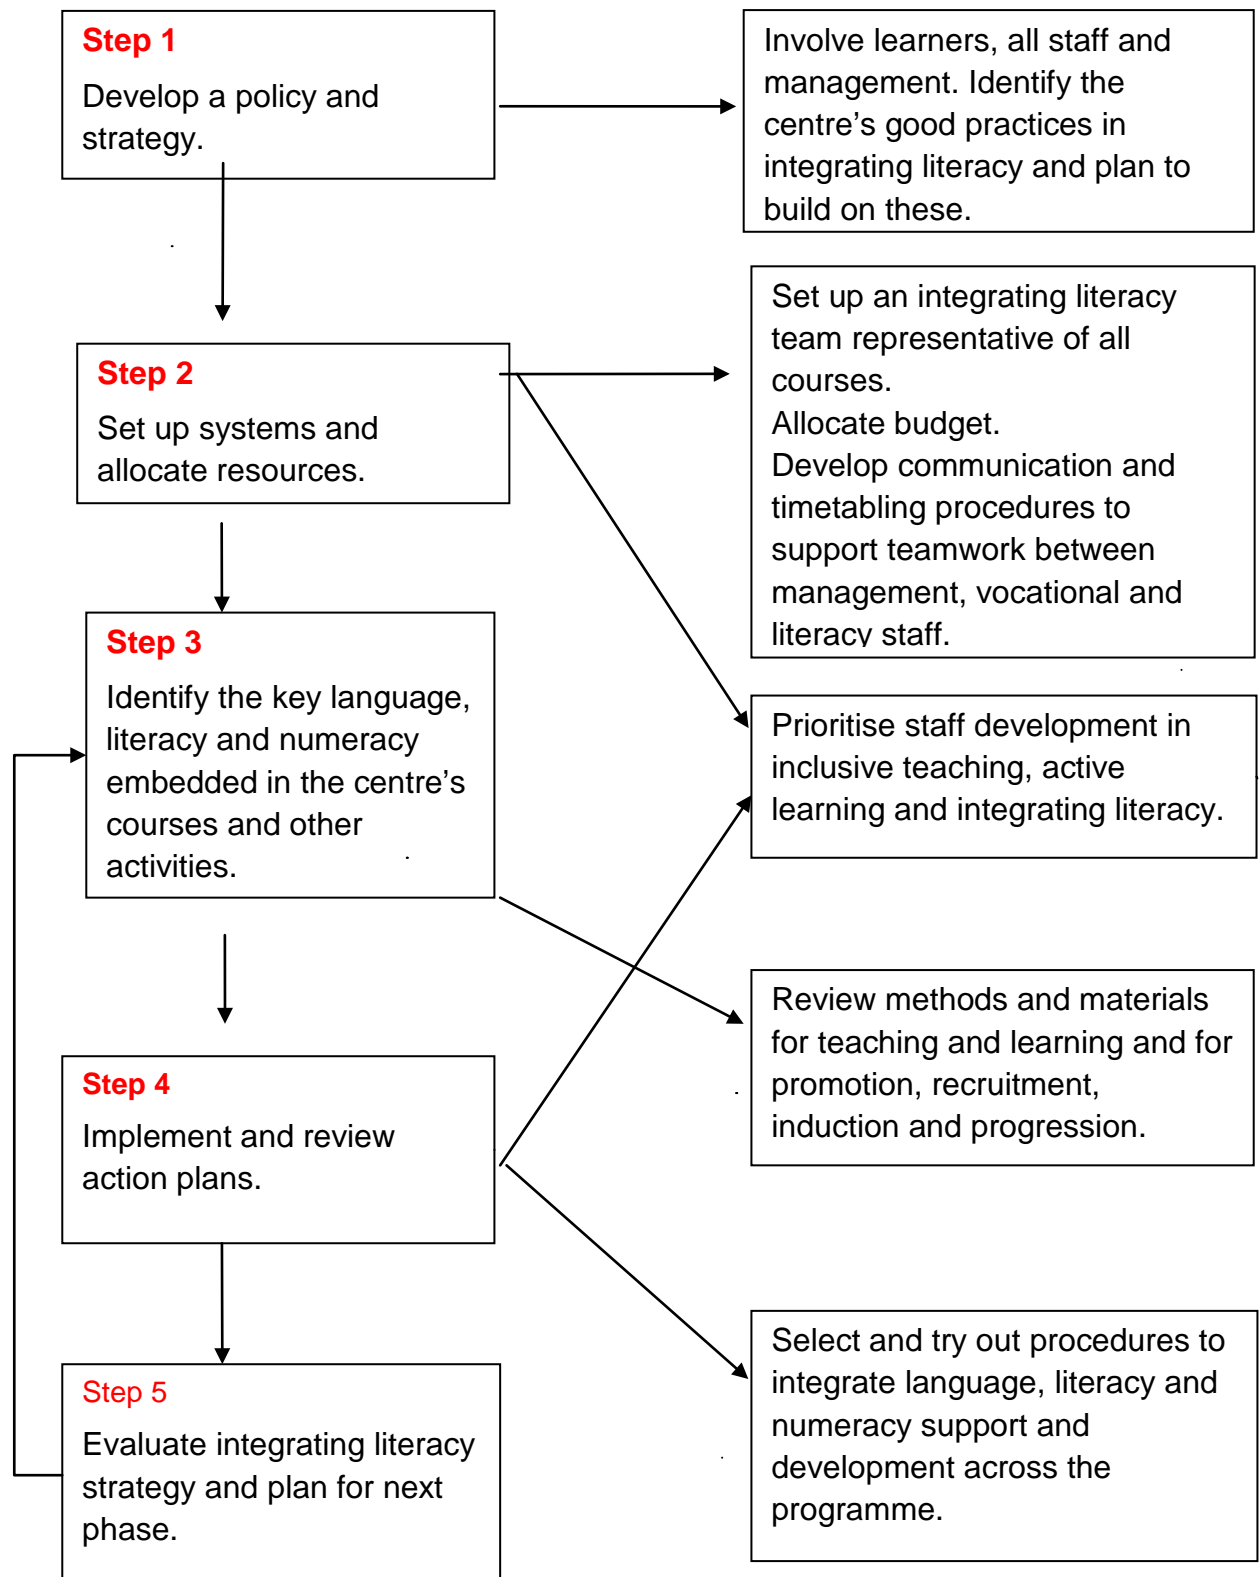 Step 1
Develop a policy and
strategy.
Involve learners, all staff and
management. Identify the
centre’s good practices in
integrating literacy and plan to
build on these.
Step 2
Set up systems and
allocate resources.
Set up an integrating literacy
team representative of all
courses.
Allocate budget.
Develop communication and
timetabling procedures to
support teamwork between
management, vocational and
literacy staff.
Step 3
Identify the key language,
literacy and numeracy
embedded in the centre’s
courses and other
activities.
Prioritise staff development in
inclusive teaching, active
learning and integrating literacy.
Review methods and materials
for teaching and learning and for
promotion, recruitment,
induction and progression.
Step 4
Implement and review
action plans.
Select and try out procedures to
integrate language, literacy and
numeracy support and
development across the
programme.
Step 5
Evaluate integrating literacy
strategy and plan for next
phase.